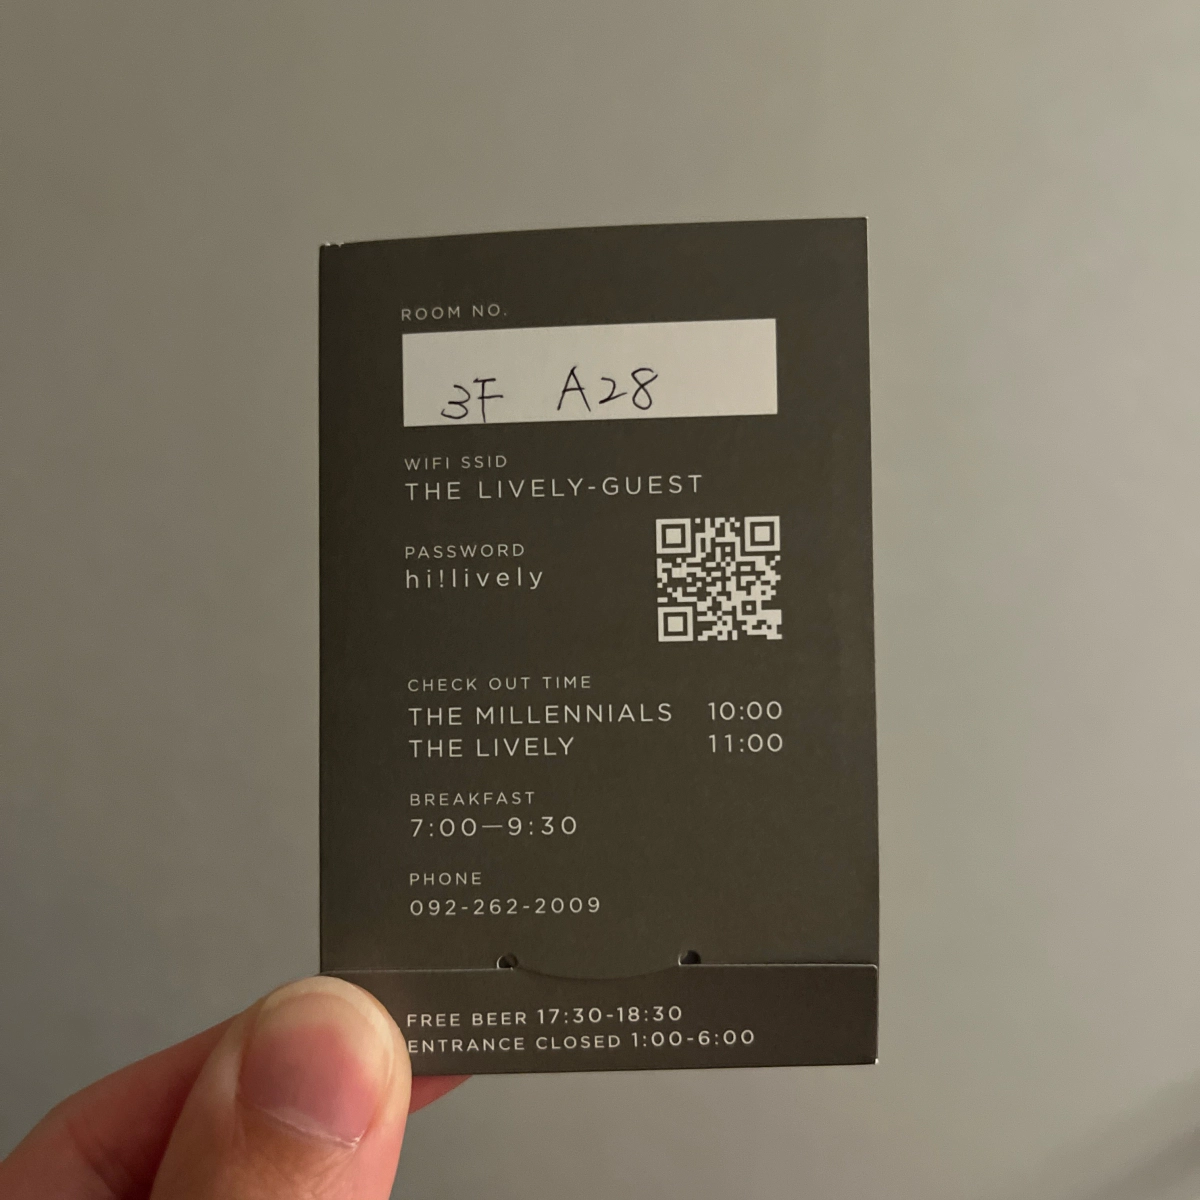 ROOM NO.
3F A28
WIFI SSID
THE LIVELY-GUEST
PASSWORD
hi!lively
CHECK OUT TIME
THE MILLENNIALS 10:00
THE LIVELY 11:00
BREAKFAST
7:00—9:30
PHONE
092-262-2009
FREE BEER 17:30-18:30
ENTRANCE CLOSED 1:00-6:00